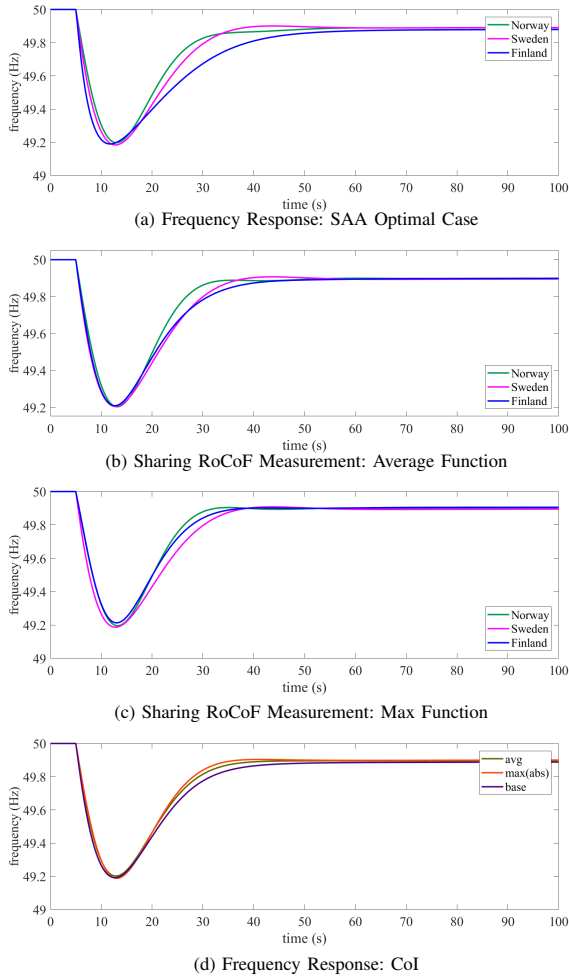 50
49.8
49.6
49.4
49.2
49
frequency (Hz)
Norway
Sweden
Finland
0 10 20 30 40 50 60 70 80 90 100
time (s)
(a) Frequency Response: SAA Optimal Case
50
49.8
49.6
49.4
49.2
frequency (Hz)
Norway
Sweden
Finland
0 10 20 30 40 50 60 70 80 90 100
time (s)
(b) Sharing RoCoF Measurement: Average Function
50
49.8
49.6
49.4
49.2
49
frequency (Hz)
Norway
Sweden
Finland
0 10 20 30 40 50 60 70 80 90 100
time (s)
(c) Sharing RoCoF Measurement: Max Function
50
49.8
49.6
49.4
49.2
49
frequency (Hz)
avg
max(abs)
base
0 10 20 30 40 50 60 70 80 90 100
time (s)
(d) Frequency Response: CoI